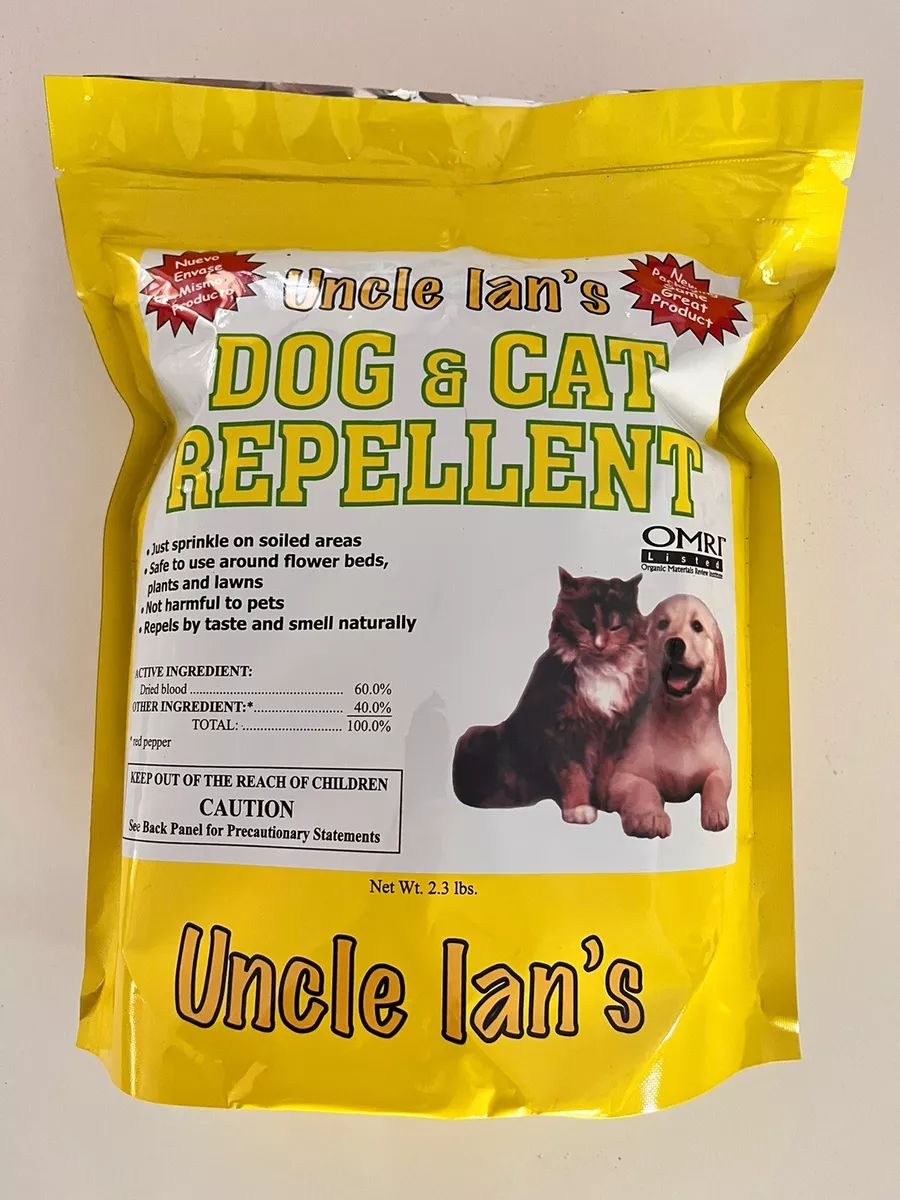 Nuevo
Envase
Mismo
Producto
Uncle Ian's
New
Same
Great
Product
DOG & CAT
REPELLENT
• Just sprinkle on soiled areas
• Safe to use around flower beds,
plants and lawns
• Not harmful to pets
• Repels by taste and smell naturally
OMRI
Listed
Organic Materials Review Institute
ACTIVE INGREDIENT:
Dried blood ........................................ 60.0%
OTHER INGREDIENT:*....................... 40.0%
TOTAL: .................................. 100.0%
* red pepper
KEEP OUT OF THE REACH OF CHILDREN
CAUTION
See Back Panel for Precautionary Statements
Net Wt. 2.3 lbs.
Uncle Ian's